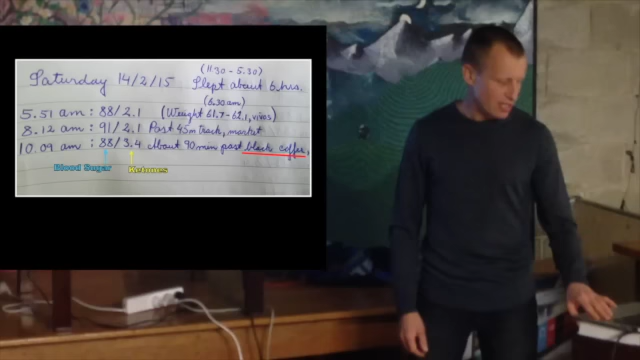 (11.30 - 5.30)
Saturday 14/2/15 Slept about 6 hrs.
(6.30 am)
5.51 am : 88/2.1 (Weight 61.7-62.1, vivos)
8.12 am : 91/2.1 Past 45m track, market
10.09 am : 88/3.4 About 90 min past black coffee,
Blood Sugar Ketones